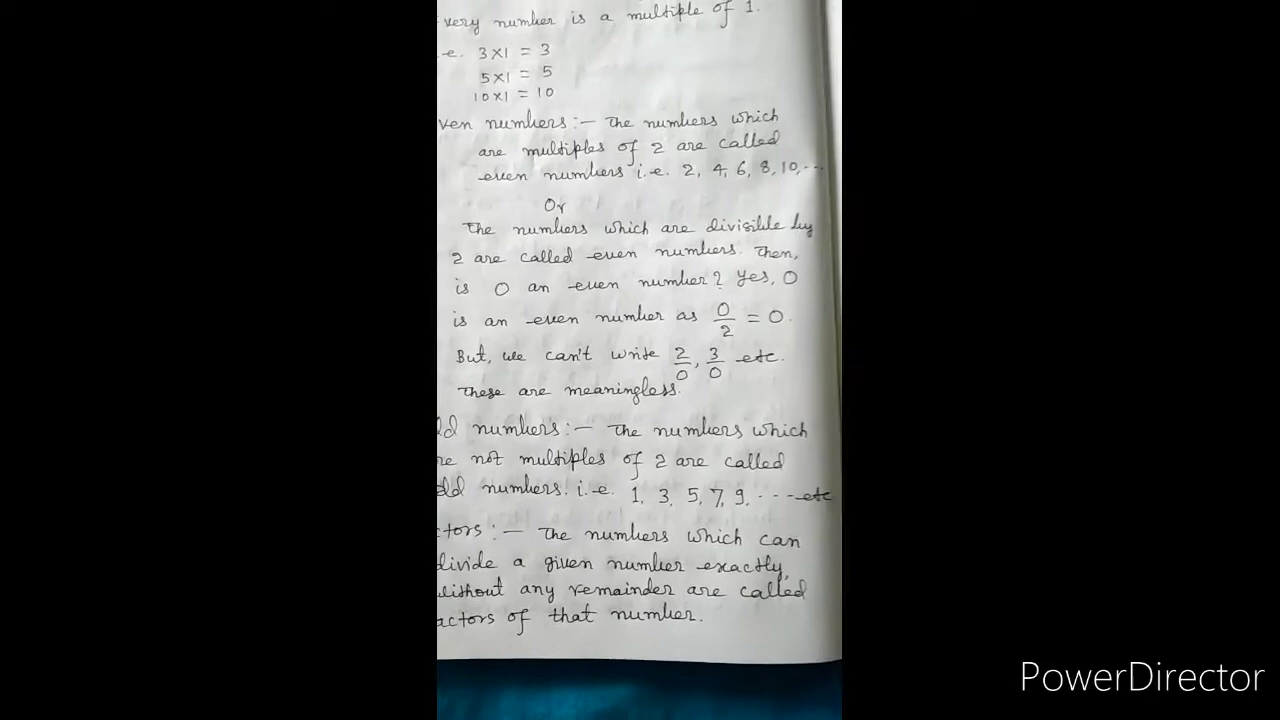 very number is a multiple of 1.
.e. 3×1 = 3
5×1 = 5
10×1 = 10
ven numbers:- The numbers which
are multiples of 2 are called
even numbers i.e. 2, 4, 6, 8, 10, ...
Or
The numbers which are divisible by
2 are called even numbers. Then,
is 0 an even number? Yes, 0
is an even number as 0/2 = 0.
But, we can't write 2/0, 3/0 etc.
These are meaningless.
dd numbers:- The numbers which
re not multiples of 2 are called
odd numbers. i.e. 1, 3, 5, 7, 9, ---- etc
ctors:- The numbers which can
divide a given number exactly,
without any remainder are called
actors of that number.
PowerDirector